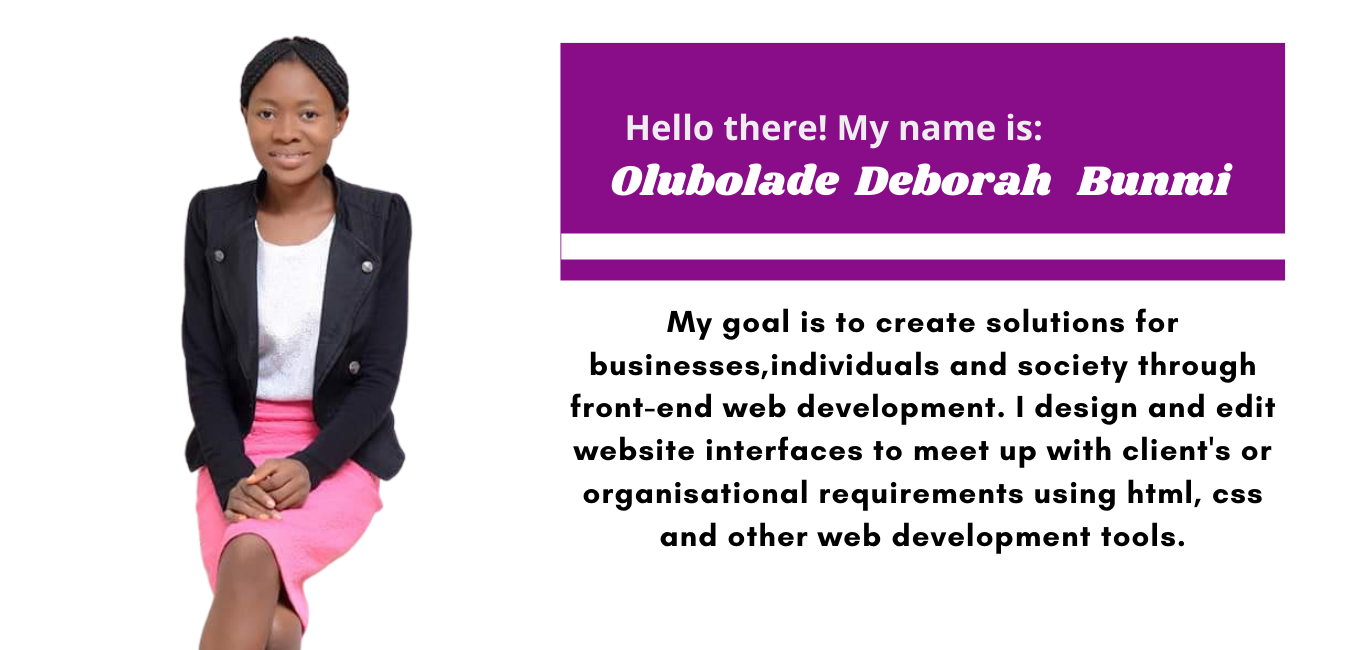 Hello there! My name is:
Olubolade Deborah Bunmi
My goal is to create solutions for
businesses,individuals and society through
front-end web development. I design and edit
website interfaces to meet up with client's or
organisational requirements using html, css
and other web development tools.